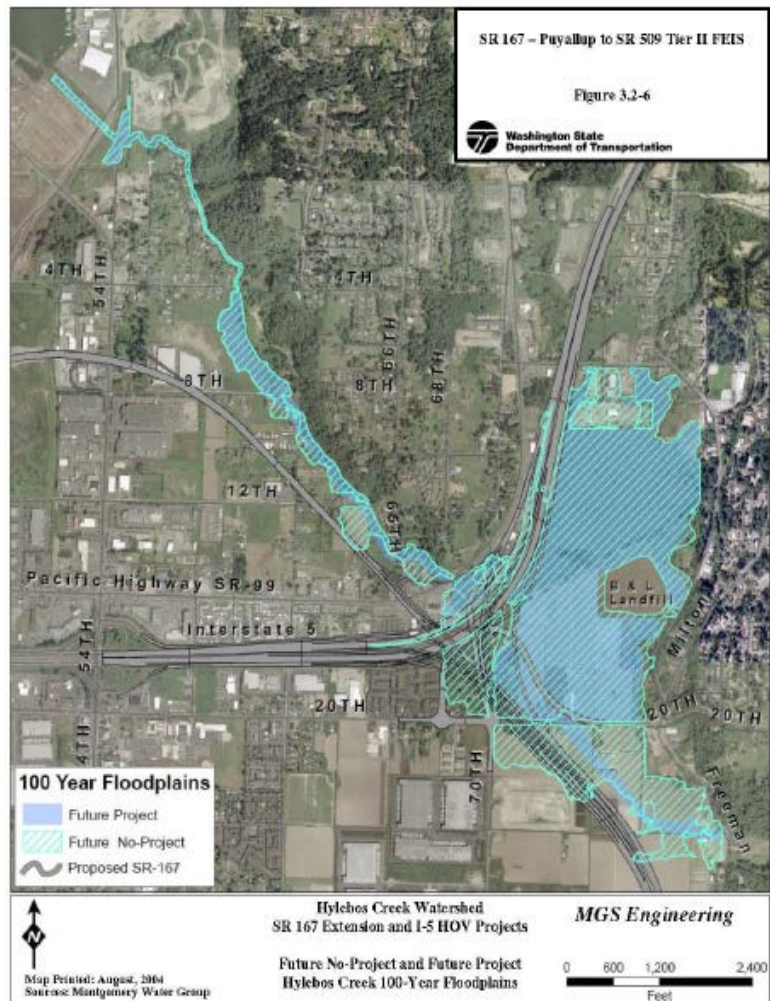 SR 167 – Puyallup to SR 509 Tier II FEIS
Figure 3.2-6
Washington State
Department of Transportation
4TH
54TH
4TH
66TH
68TH
8TH
8TH
12TH
66TH
Pacific Highway SR-99
B & L
Landfill
Milton
Interstate 5
54TH
20TH
20TH
20TH
4TH
70TH
Freeman
100 Year Floodplains
Future Project
Future No-Project
Proposed SR-167
N
Map Printed: August, 2004
Sources: Montgomery Water Group
Hylebos Creek Watershed
SR 167 Extension and I-5 HOV Projects
Future No-Project and Future Project
Hylebos Creek 100-Year Floodplains
MGS Engineering
0 600 1,200 2,400
Feet